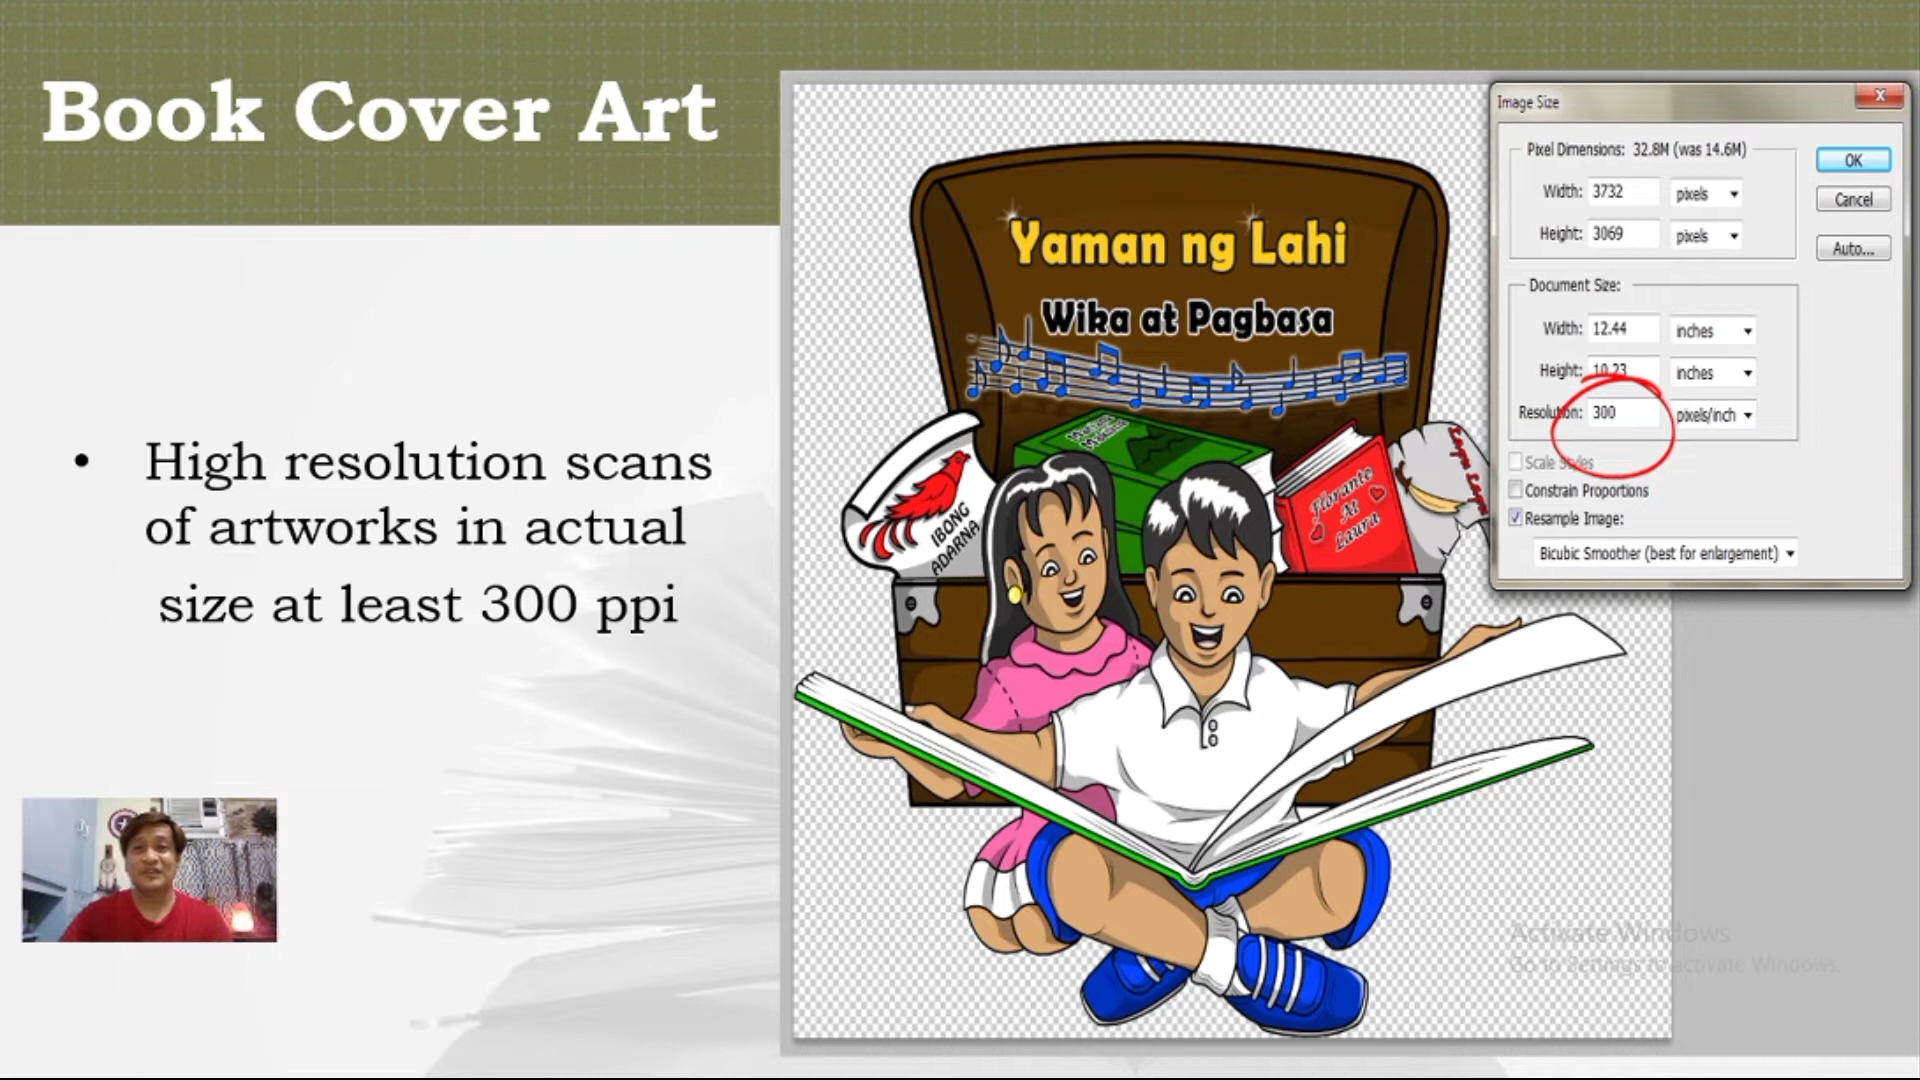 Book Cover Art
• High resolution scans
of artworks in actual
size at least 300 ppi
Yaman ng Lahi
Wika at Pagbasa
IBONG
ADARNA
Florante
At
Laura
Image Size
Pixel Dimensions: 32.8M (was 14.6M)
Width: 3732 pixels
Height: 3069 pixels
Document Size:
Width: 12.44 inches
Height: 10.23 inches
Resolution: 300 pixels/inch
Scale Styles
Constrain Proportions
Resample Image:
Bicubic Smoother (best for enlargement)
OK
Cancel
Auto...
Activate Windows
Go to Settings to activate Windows.